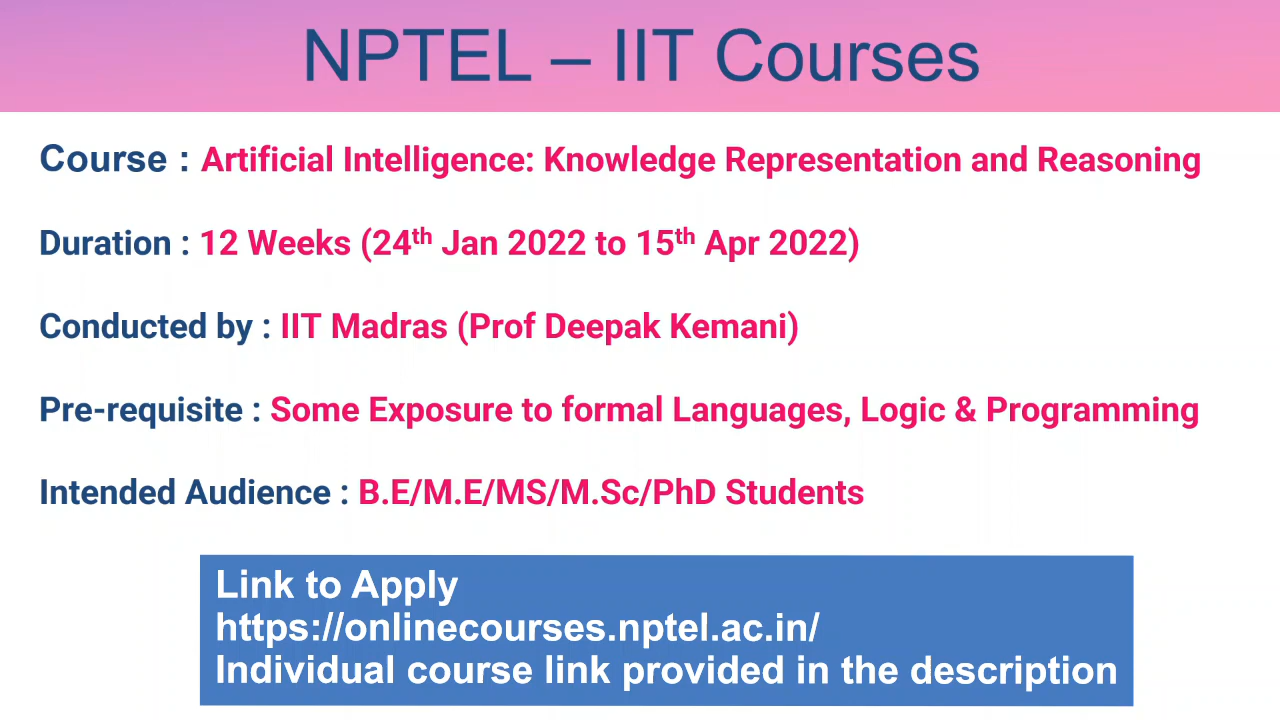 NPTEL – IIT Courses
Course : Artificial Intelligence: Knowledge Representation and Reasoning
Duration : 12 Weeks (24th Jan 2022 to 15th Apr 2022)
Conducted by : IIT Madras (Prof Deepak Kemani)
Pre-requisite : Some Exposure to formal Languages, Logic & Programming
Intended Audience : B.E/M.E/MS/M.Sc/PhD Students
Link to Apply
https://onlinecourses.nptel.ac.in/
Individual course link provided in the description